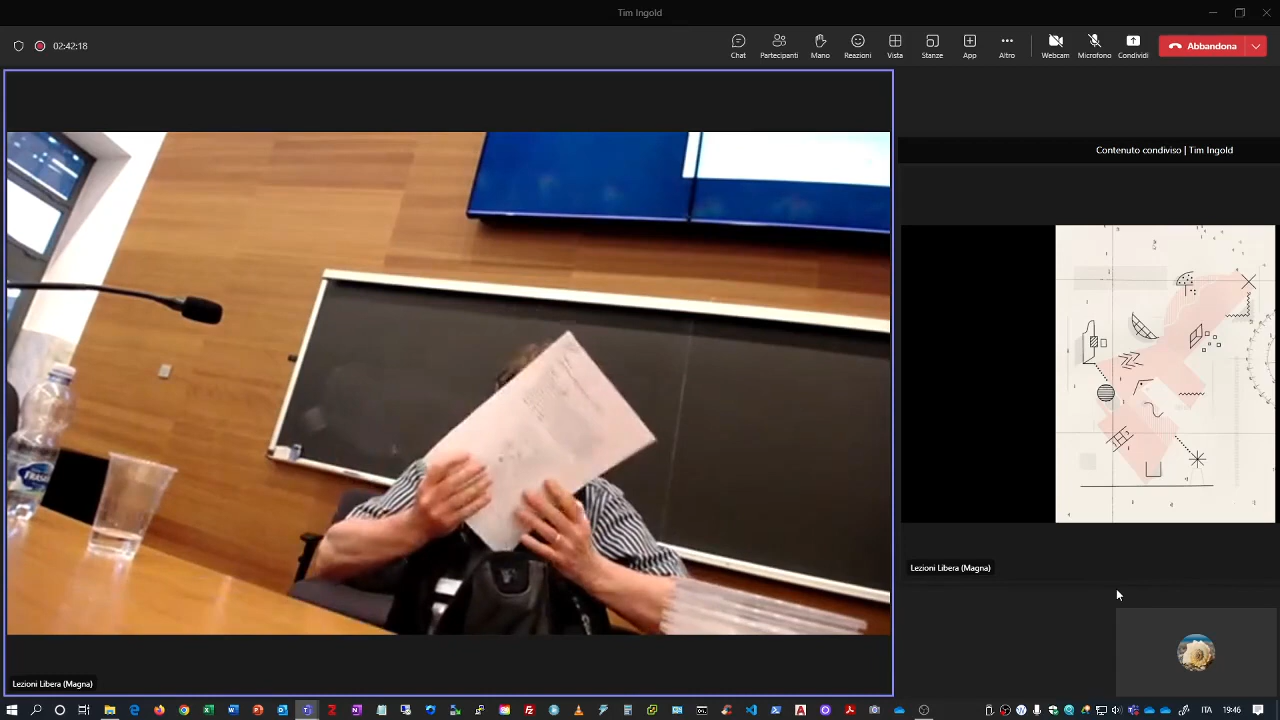 Tim Ingold
02:42:18
Chat
Partecipanti
Mano
Reazioni
Vista
Stanze
App
Altro
Webcam
Microfono
Condividi
Abbandona
Contenuto condiviso | Tim Ingold
Lezioni Libera (Magna)
Lezioni Libera (Magna)
ITA
19:46